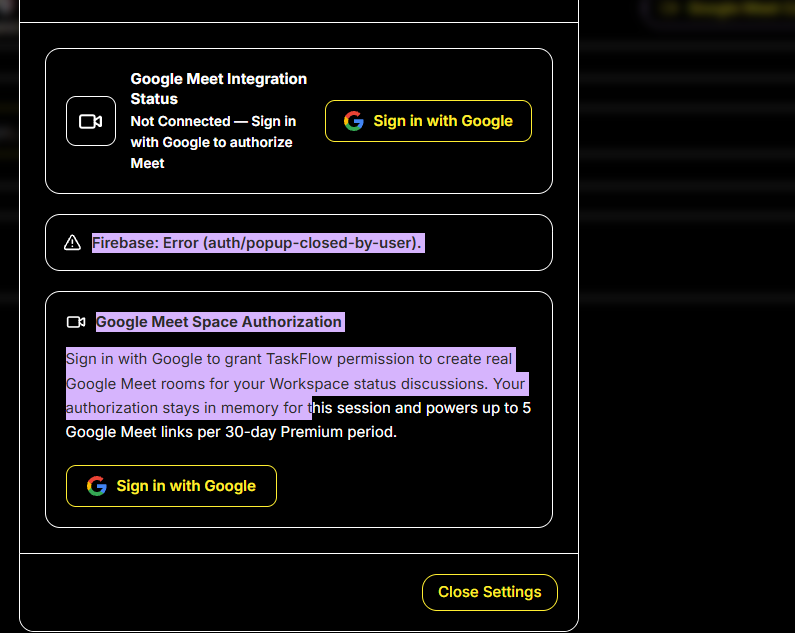 Google Meet Integration
Status
Not Connected — Sign in
with Google to authorize
Meet
Sign in with Google
Firebase: Error (auth/popup-closed-by-user).
Google Meet Space Authorization
Sign in with Google to grant TaskFlow permission to create real
Google Meet rooms for your Workspace status discussions. Your
authorization stays in memory for this session and powers up to 5
Google Meet links per 30-day Premium period.
Sign in with Google
Close Settings